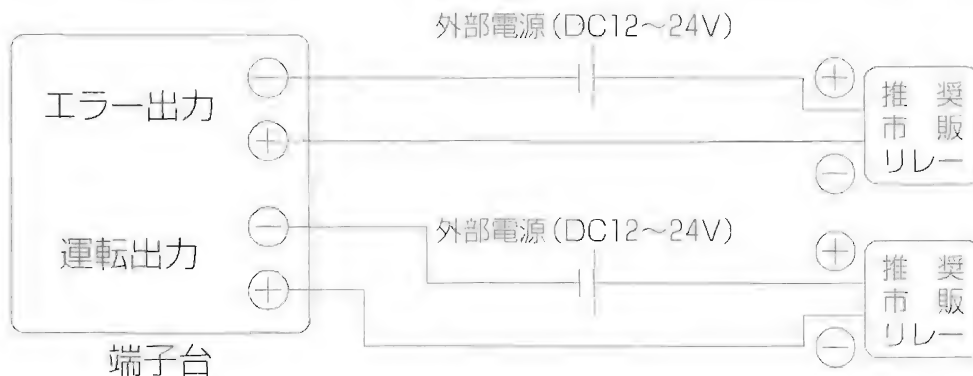 外部電源(DC12～24V)
エラー出力
⊖
⊕
⊕
⊖
推奨
市販
リレー
運転出力
⊖
⊕
外部電源(DC12～24V)
⊕
⊖
推奨
市販
リレー
端子台